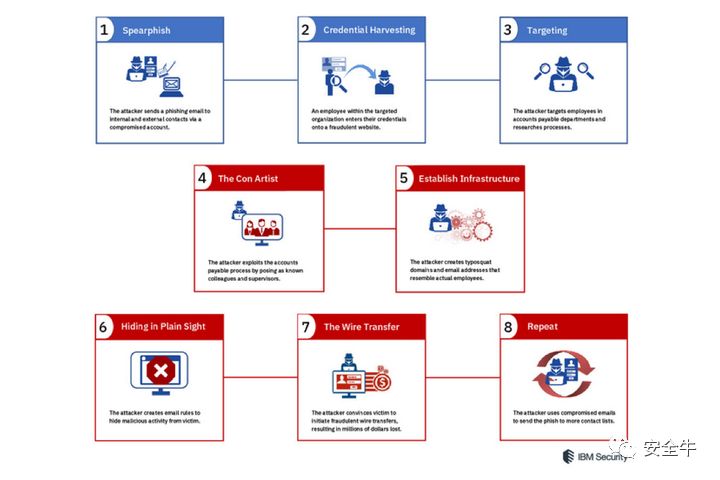 1 Spearphish
The attacker sends a phishing email to
internal and external contacts via a
compromised account.
2 Credential Harvesting
An employee within the targeted
organization enters their credentials
onto a fraudulent website.
3 Targeting
The attacker targets employees in
accounts payable departments and
researches processes.
4 The Con Artist
The attacker exploits the accounts
payable process by posing as known
colleagues and supervisors.
5 Establish Infrastructure
The attacker creates typosquat
domains and email addresses that
resemble actual employees.
6 Hiding in Plain Sight
The attacker creates email rules to
hide malicious activity from victim.
7 The Wire Transfer
The attacker convinces victim to
initiate fraudulent wire transfers,
resulting in millions of dollars lost.
8 Repeat
The attacker uses compromised emails
to send the phish to more contact lists.
IBM Security
安全牛